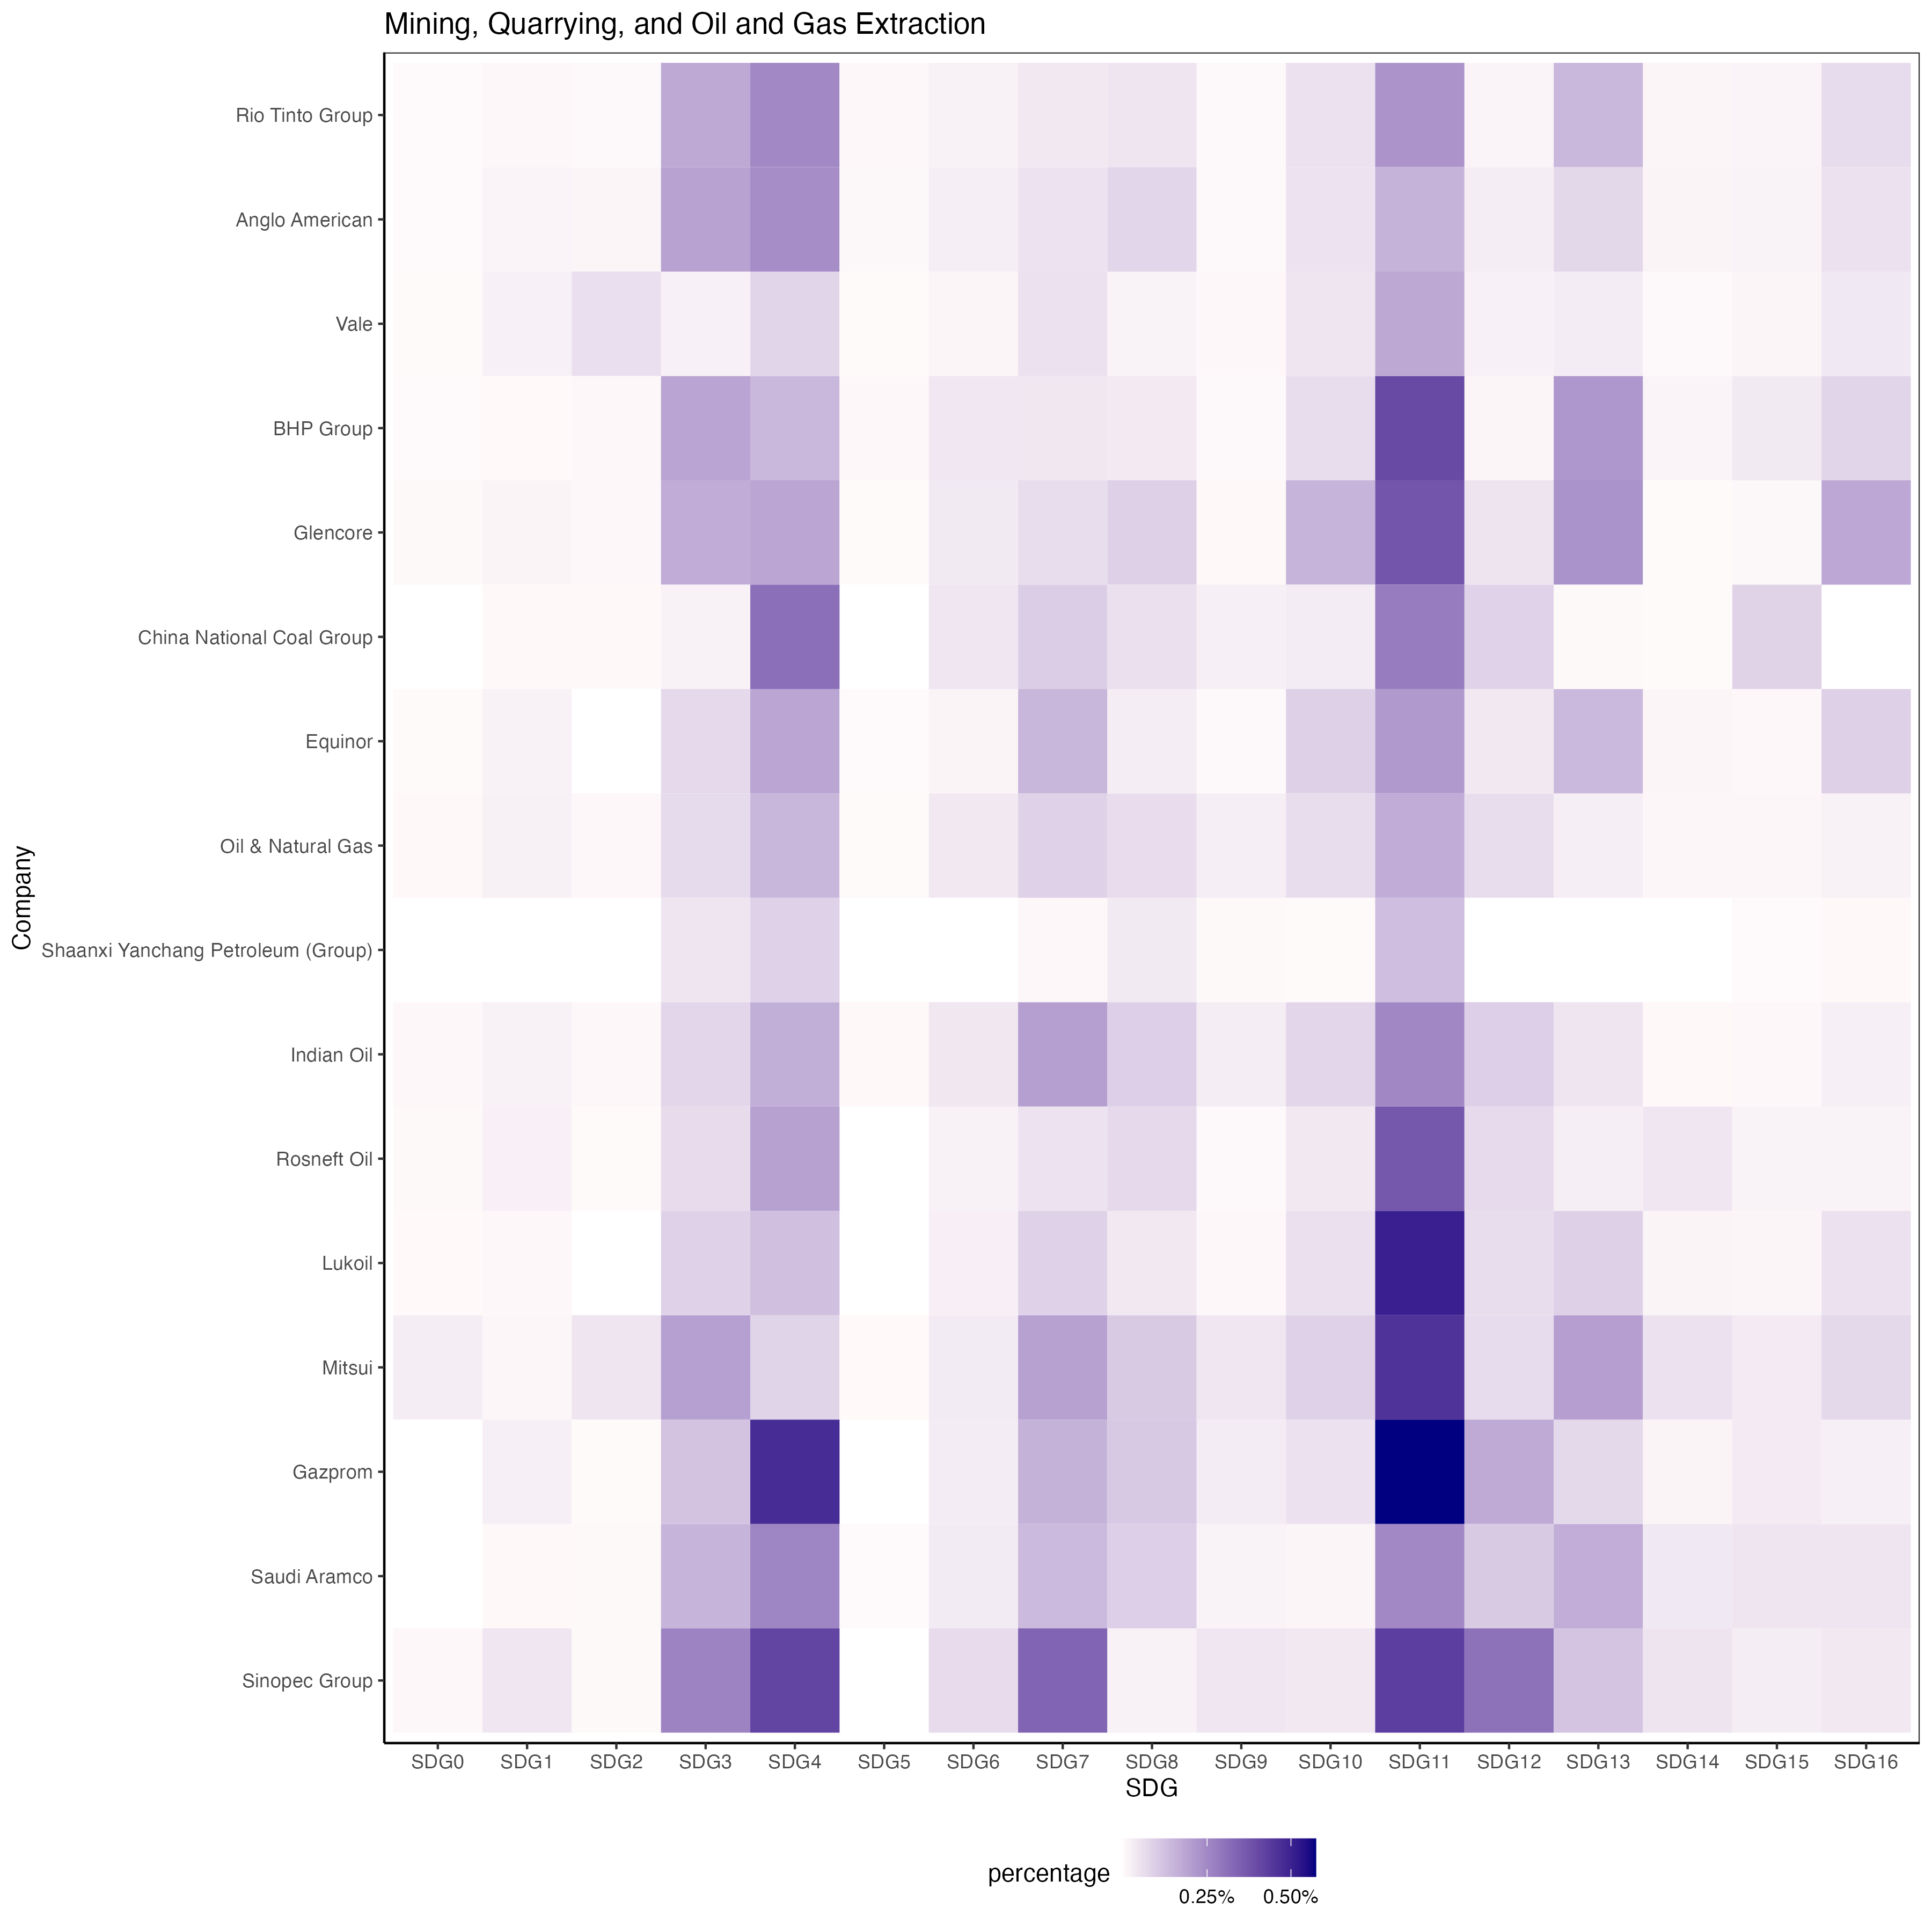 Mining, Quarrying, and Oil and Gas Extraction
Company
Rio Tinto Group
Anglo American
Vale
BHP Group
Glencore
China National Coal Group
Equinor
Oil & Natural Gas
Shaanxi Yanchang Petroleum (Group)
Indian Oil
Rosneft Oil
Lukoil
Mitsui
Gazprom
Saudi Aramco
Sinopec Group
SDG0 SDG1 SDG2 SDG3 SDG4 SDG5 SDG6 SDG7 SDG8 SDG9 SDG10 SDG11 SDG12 SDG13 SDG14 SDG15 SDG16
SDG
percentage
0.25% 0.50%